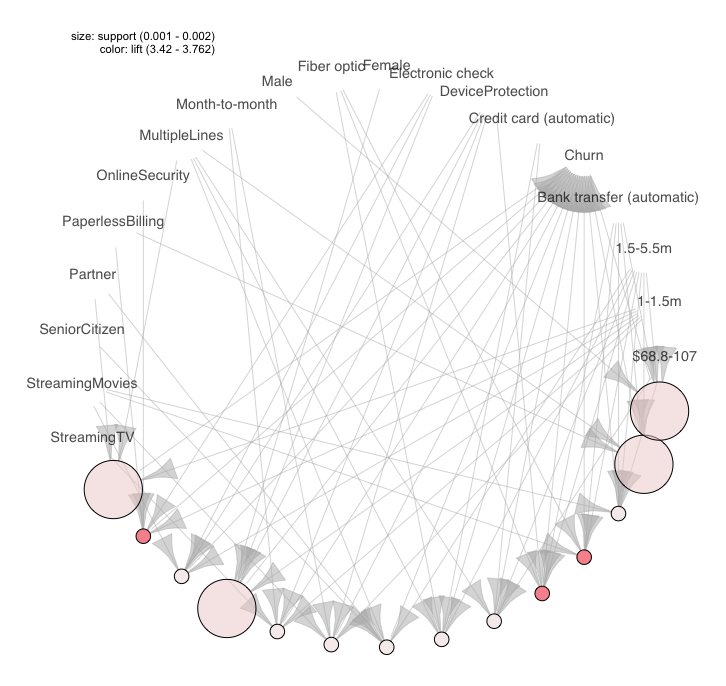 size: support (0.001 - 0.002)
color: lift (3.42 - 3.762)
Fiber optic
Female
Electronic check
Male
DeviceProtection
Month-to-month
Credit card (automatic)
MultipleLines
Churn
OnlineSecurity
Bank transfer (automatic)
PaperlessBilling
1.5-5.5m
Partner
1-1.5m
SeniorCitizen
$68.8-107
StreamingMovies
StreamingTV